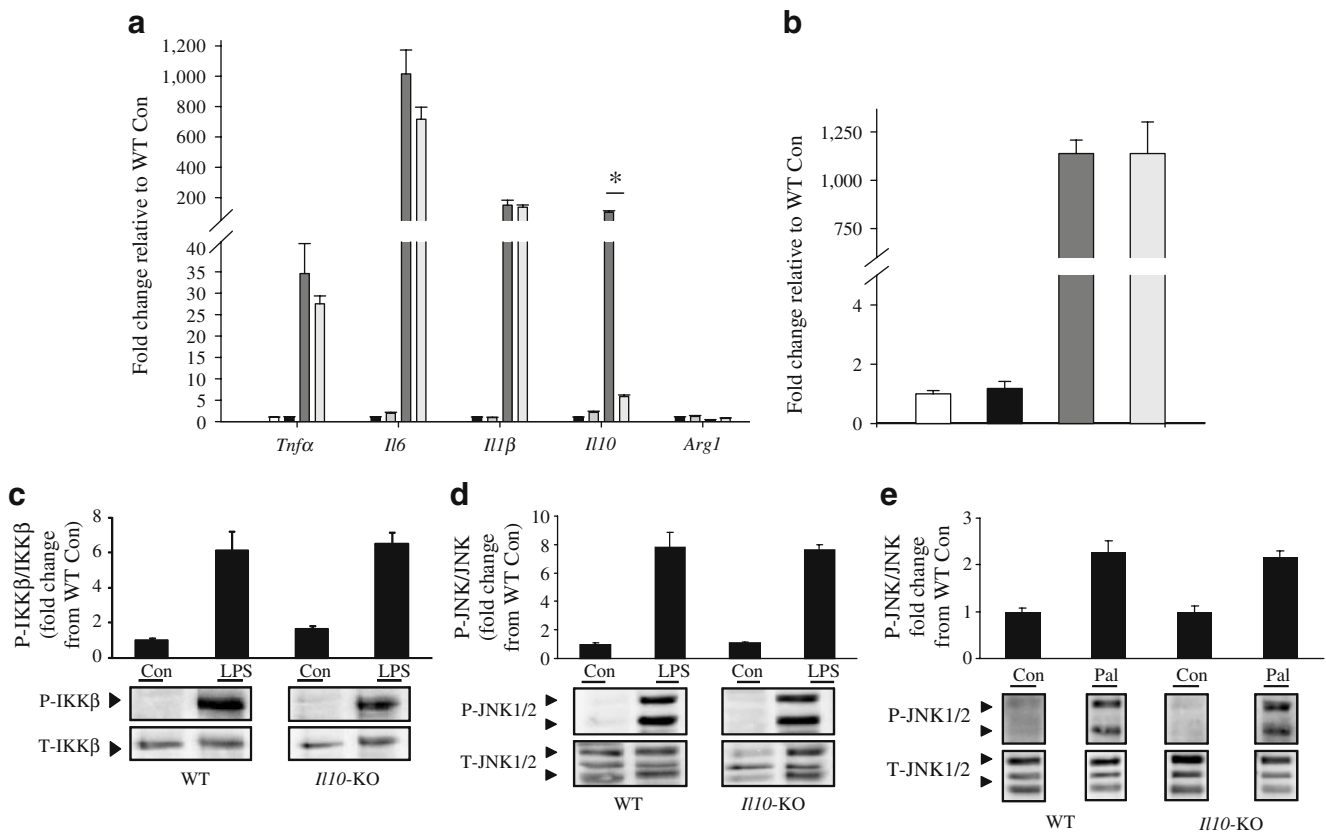 a
Fold change relative to WT Con
1,200
1,000
800
600
400
200
40
35
30
25
20
15
10
5
0
*
Tnfα Il6 Il1β Il10 Arg1
b
Fold change relative to WT Con
1,250
1,100
750
4
2
0
c
P-IKKβ/IKKβ
(fold change
from WT Con)
8
6
4
2
0
Con LPS Con LPS
P-IKKβ
T-IKKβ
WT Il10-KO
d
P-JNK/JNK
(fold change
from WT Con)
10
8
6
4
2
0
Con LPS Con LPS
P-JNK1/2
T-JNK1/2
WT Il10-KO
e
P-JNK/JNK
fold change
from WT Con
3
2
1
0
Con Pal Con Pal
P-JNK1/2
T-JNK1/2
WT Il10-KO